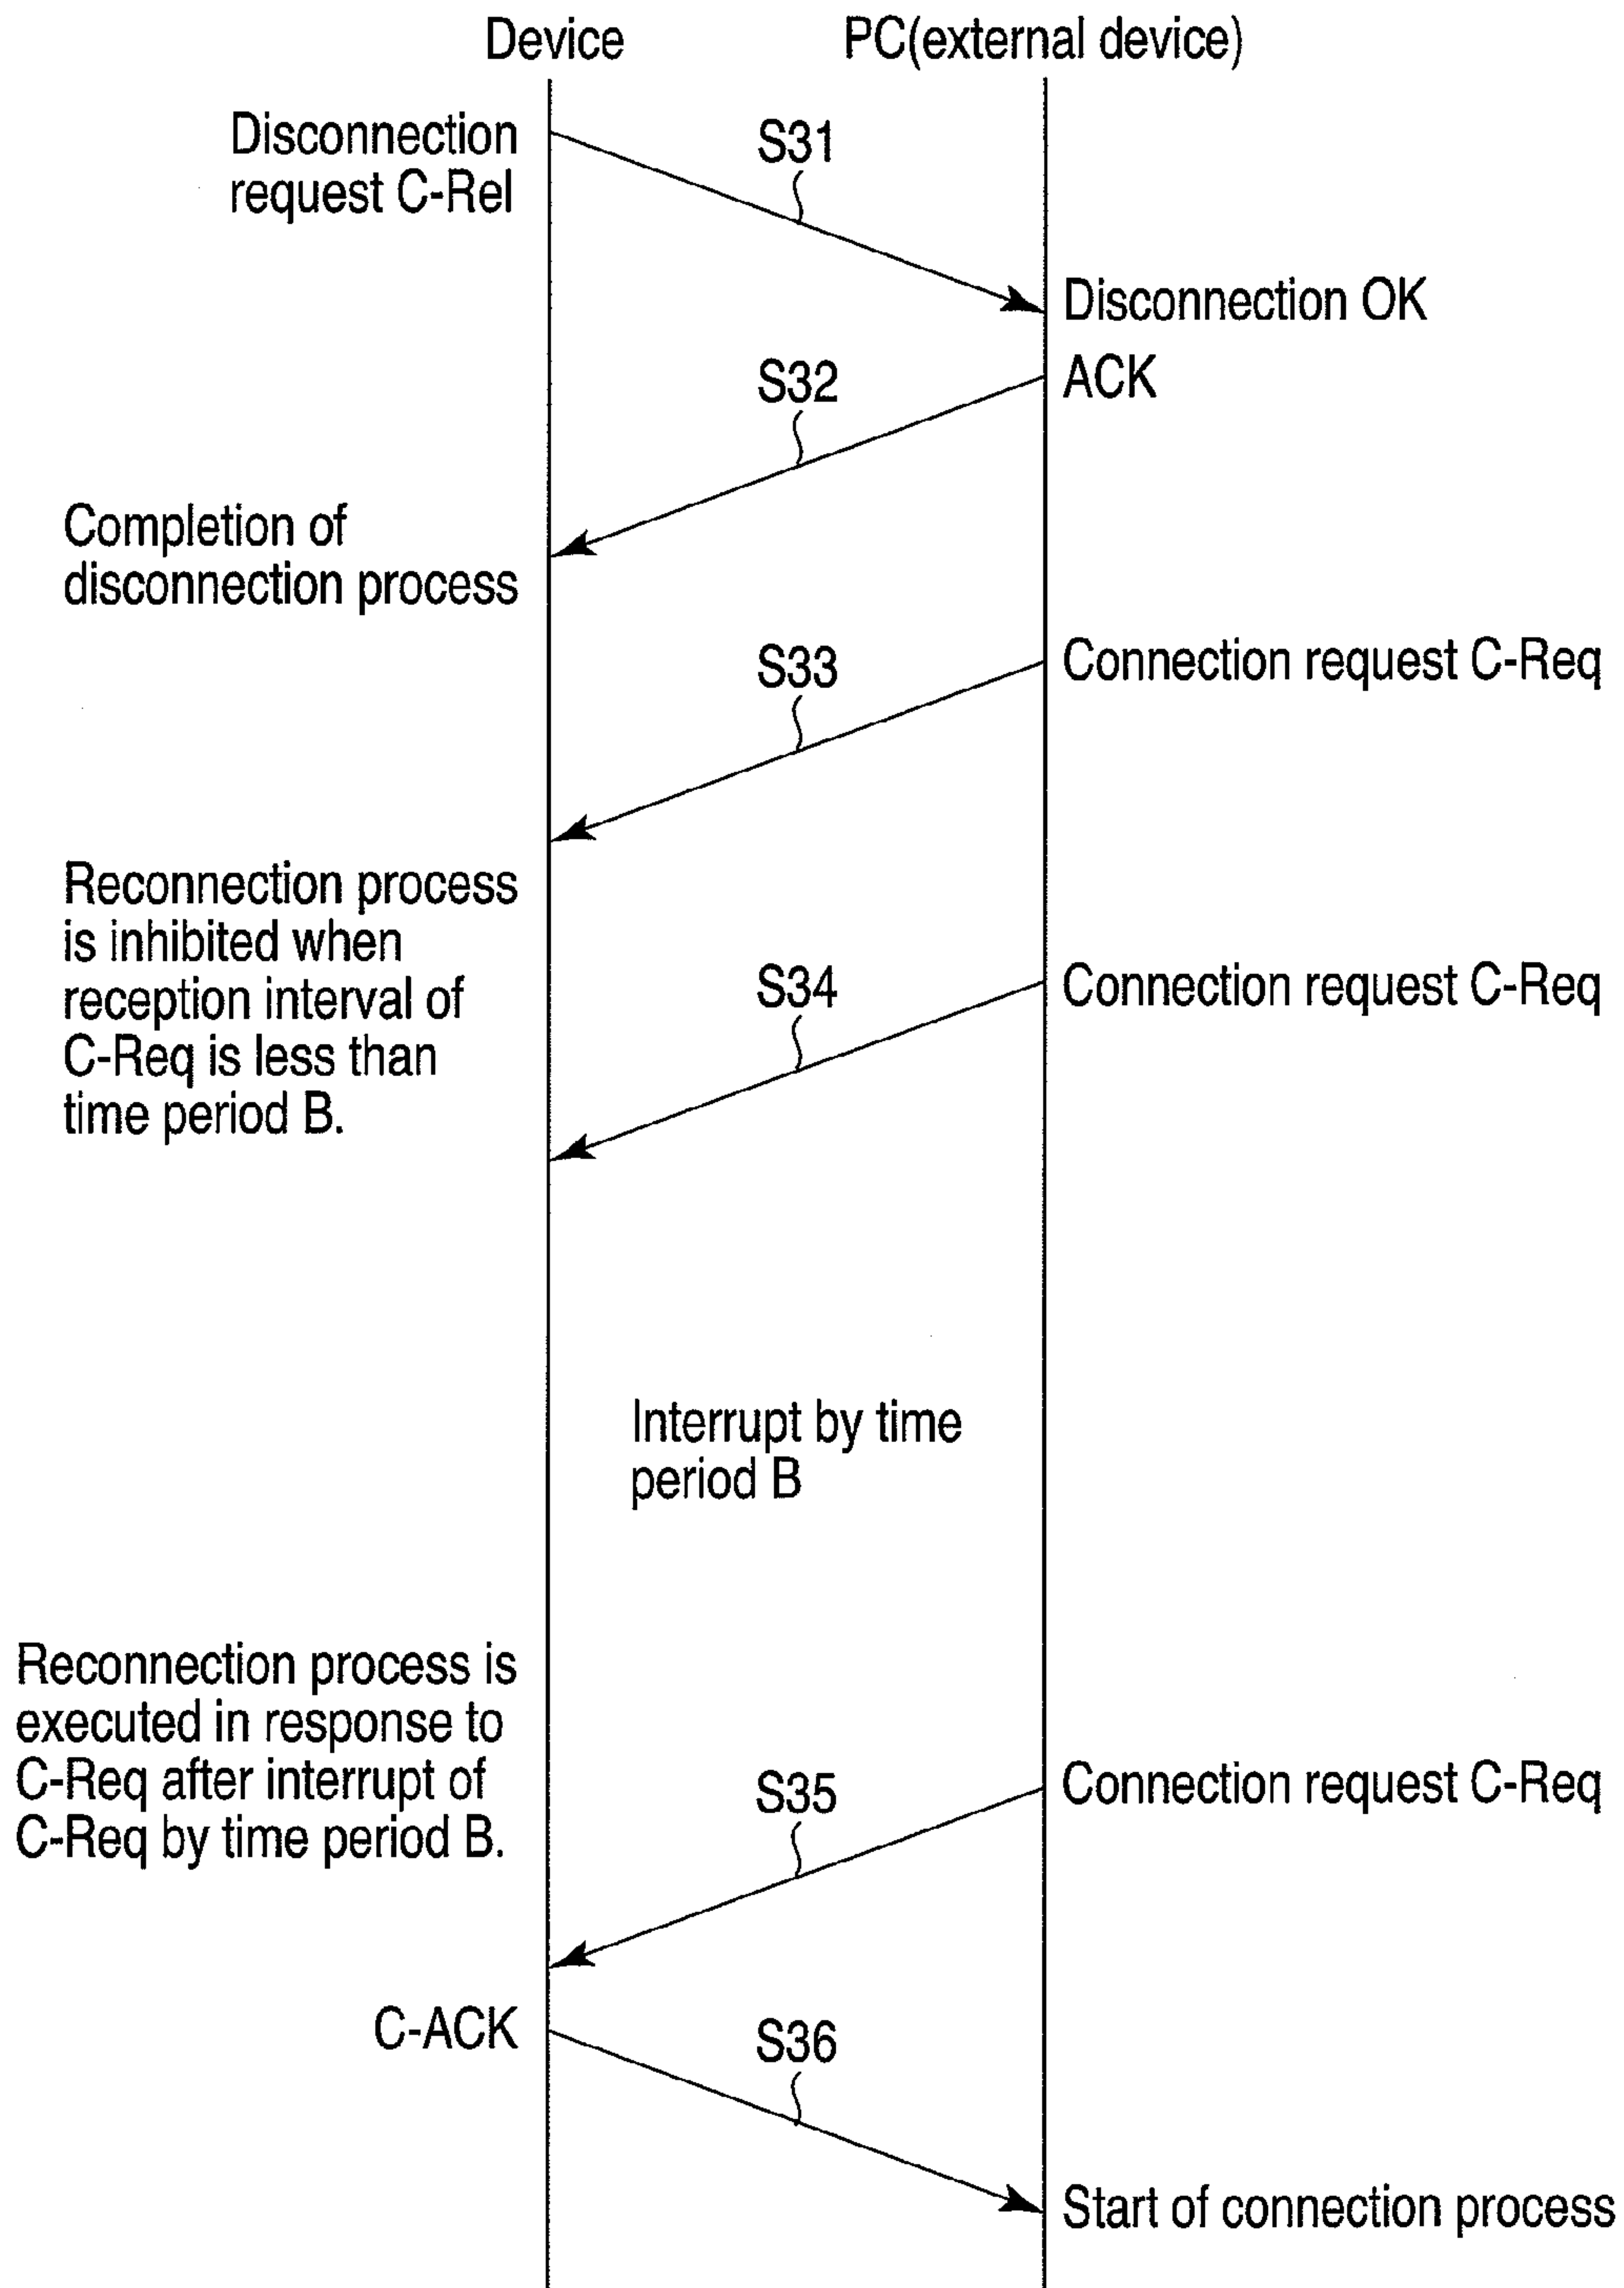 Device
PC(external device)
Disconnection
request C-Rel
S31
Disconnection OK
S32
ACK
Completion of
disconnection process
S33
Connection request C-Req
Reconnection process
is inhibited when
reception interval of
C-Req is less than
time period B.
S34
Connection request C-Req
Interrupt by time
period B
Reconnection process is
executed in response to
C-Req after interrupt of
C-Req by time period B.
S35
Connection request C-Req
C-ACK
S36
Start of connection process